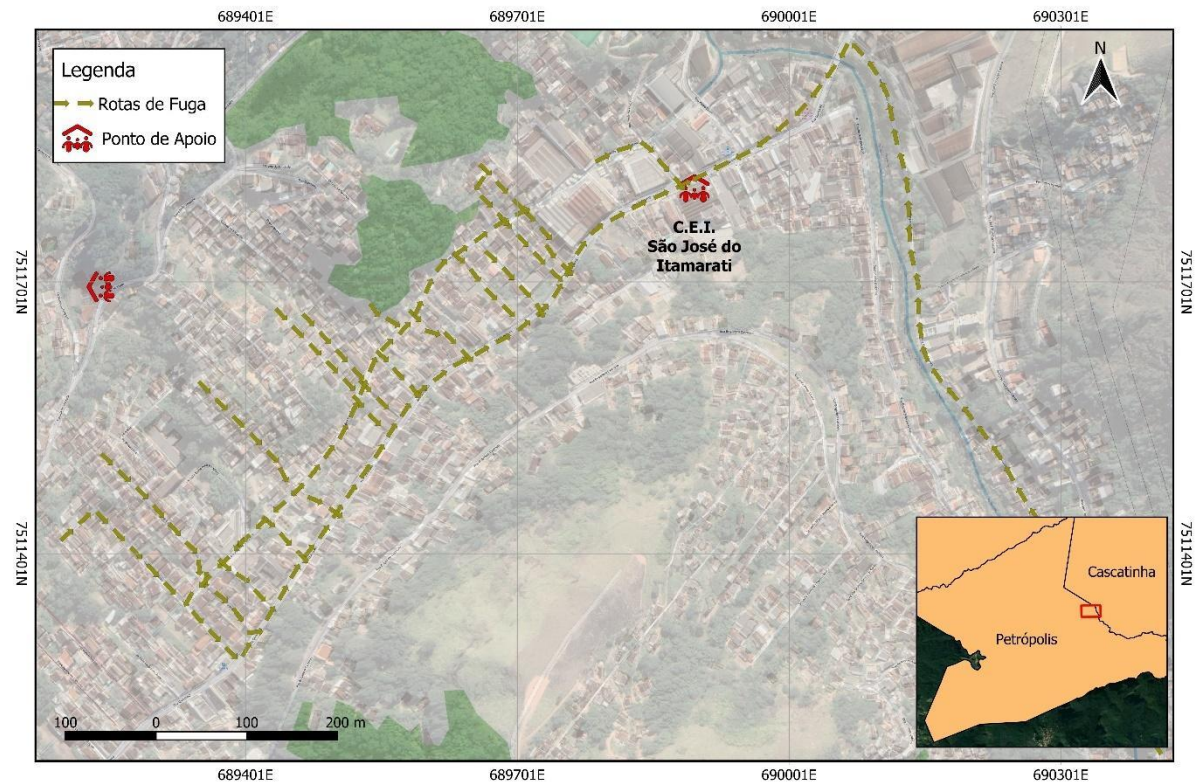 689401E
689701E
690001E
690301E
Legenda
Rotas de Fuga
Ponto de Apoio
N
C.E.I.
São José do
Itamarati
7511701N
7511701N
7511401N
7511401N
Cascatinha
Petrópolis
100
0
100
200 m
689401E
689701E
690001E
690301E